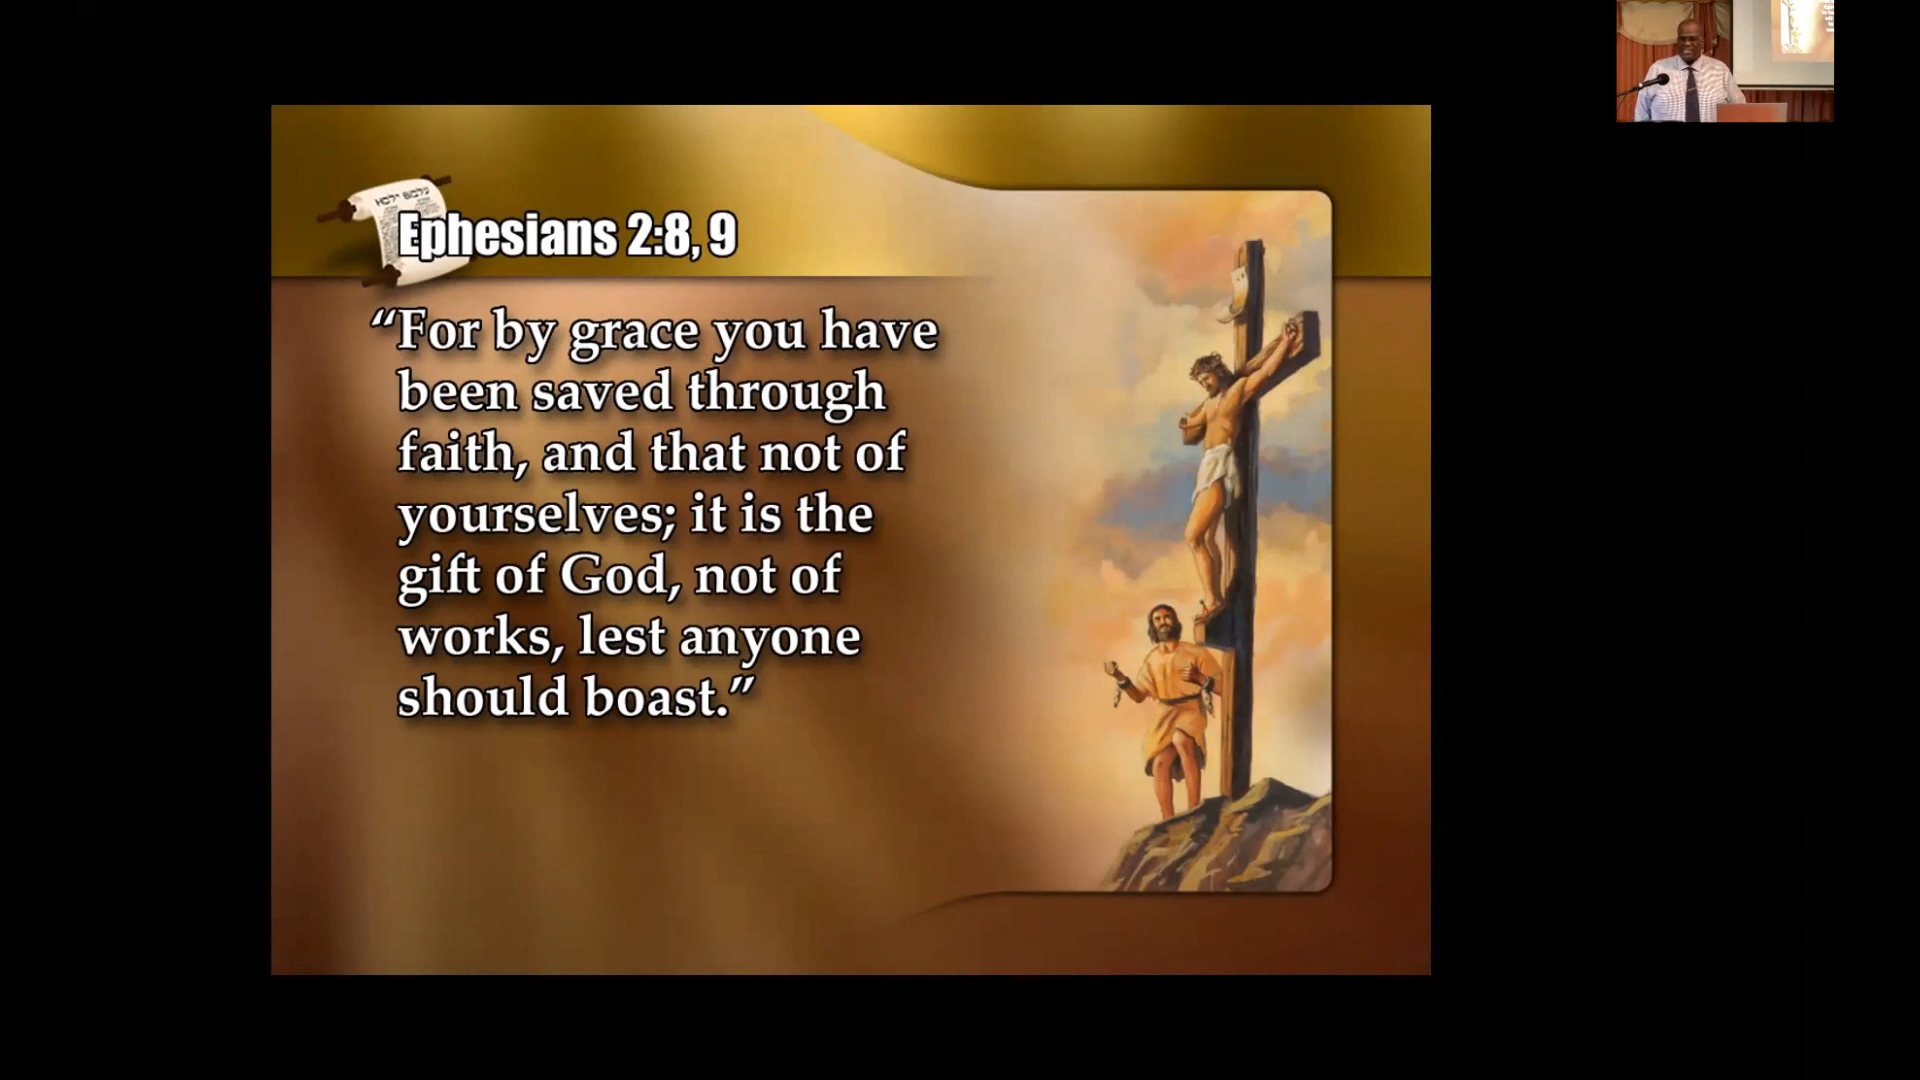 Ephesians 2:8, 9
“For by grace you have
been saved through
faith, and that not of
yourselves; it is the
gift of God, not of
works, lest anyone
should boast.”